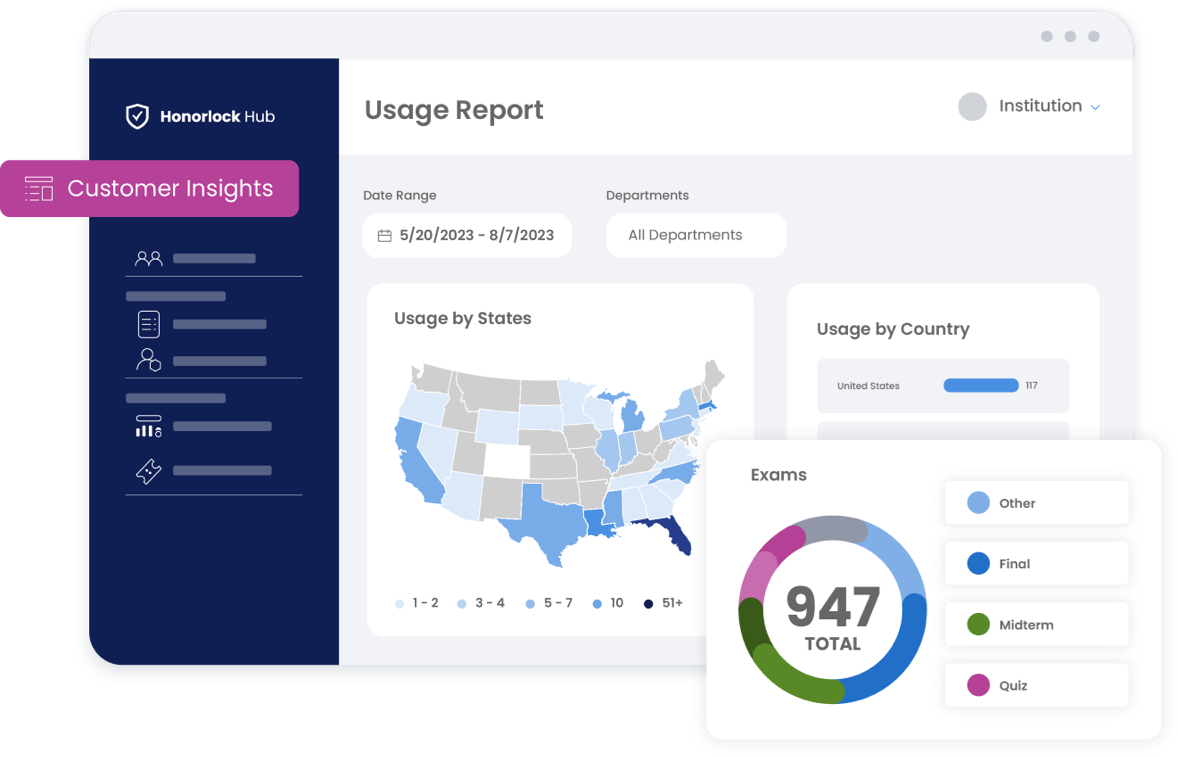 Honorlock Hub
Customer Insights
Usage Report
Institution
Date Range
5/20/2023 - 8/7/2023
Departments
All Departments
Usage by States
1 - 2
3 - 4
5 - 7
10
51+
Usage by Country
United States 117
Exams
947
TOTAL
Other
Final
Midterm
Quiz